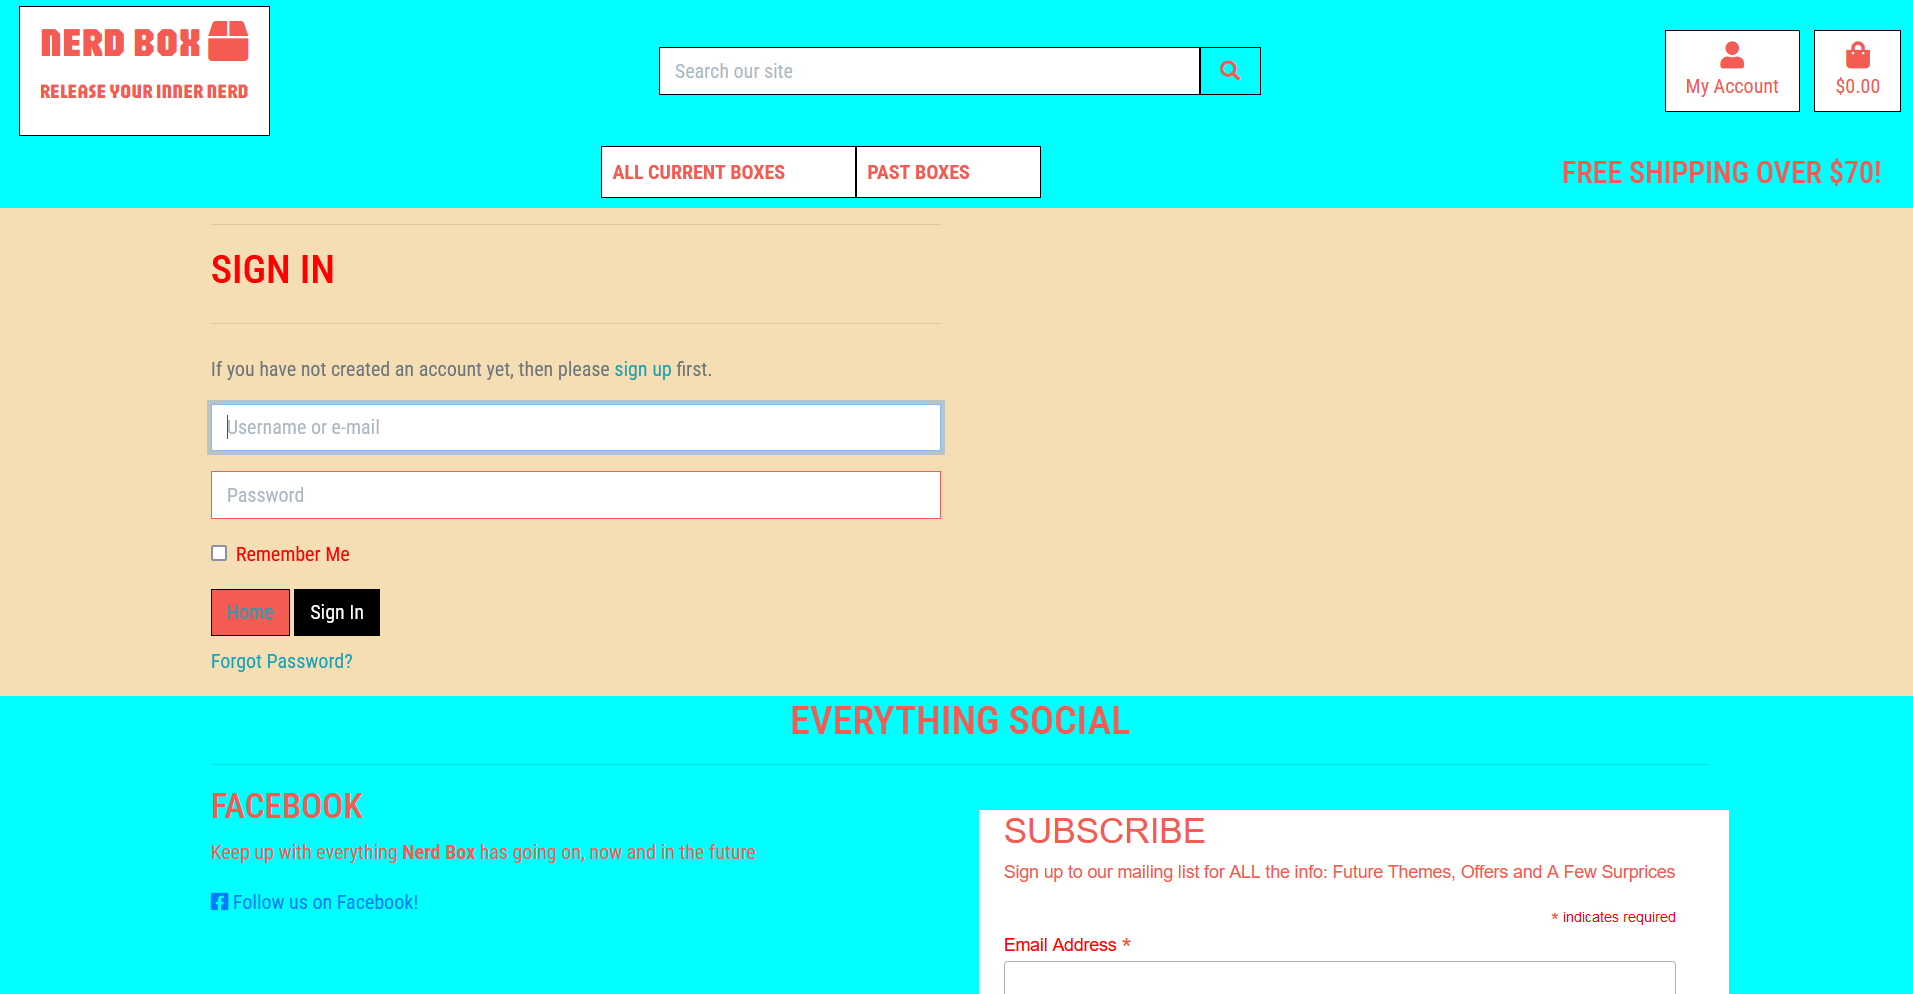 NERD BOX
RELEASE YOUR INNER NERD
Search our site
My Account
$0.00
ALL CURRENT BOXES
PAST BOXES
FREE SHIPPING OVER $70!
SIGN IN
If you have not created an account yet, then please sign up first.
Username or e-mail
Password
Remember Me
Home
Sign In
Forgot Password?
EVERYTHING SOCIAL
FACEBOOK
Keep up with everything Nerd Box has going on, now and in the future
Follow us on Facebook!
SUBSCRIBE
Sign up to our mailing list for ALL the info: Future Themes, Offers and A Few Surprices
* indicates required
Email Address *